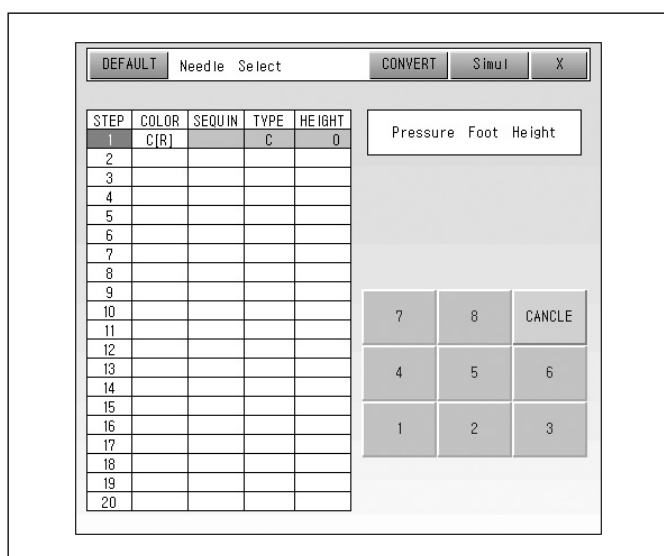 DEFAULT Needle Select CONVERT Simul X
STEP COLOR SEQUIN TYPE HEIGHT
1 C[R] C 0
2
3
4
5
6
7
8
9
10
11
12
13
14
15
16
17
18
19
20
Pressure Foot Height
7 8 CANCLE
4 5 6
1 2 3